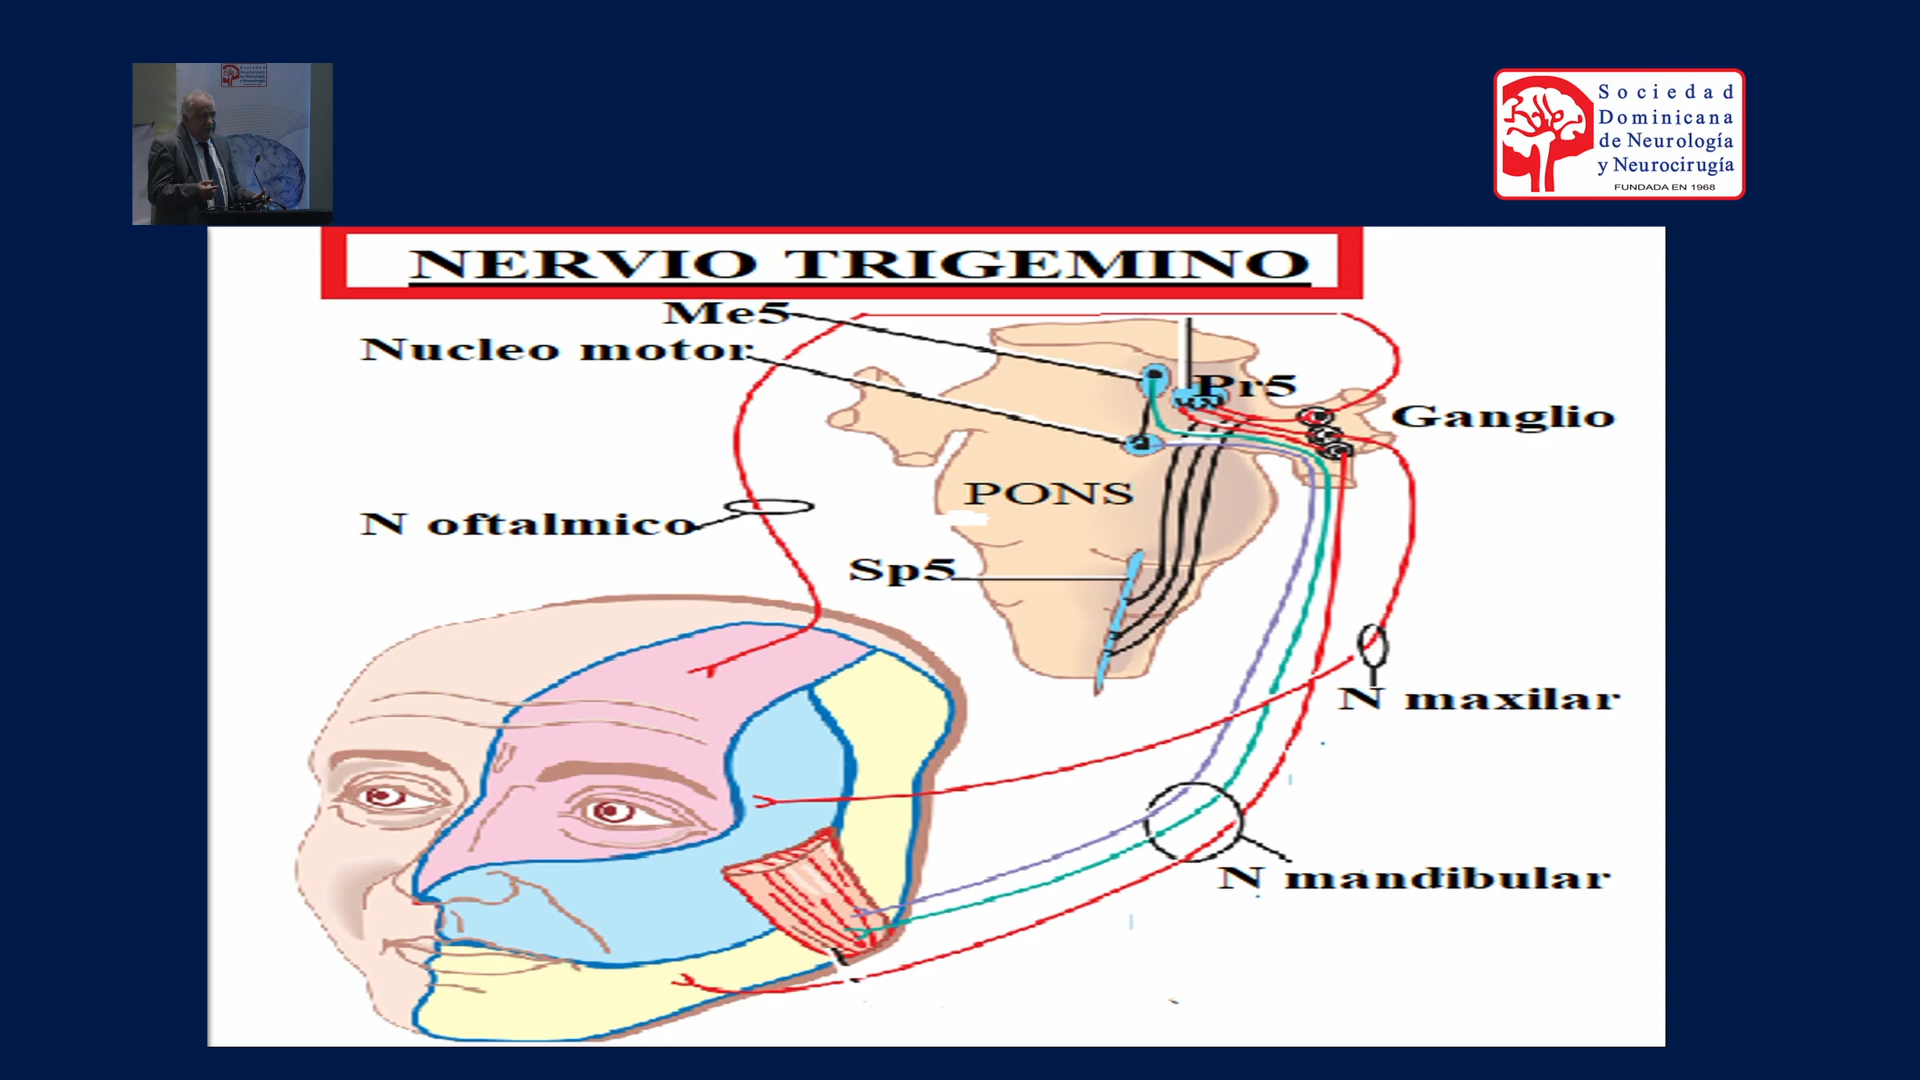 Sociedad
Dominicana
de Neurología
y Neurocirugía
FUNDADA EN 1968
NERVIO TRIGEMINO
Me5
Nucleo motor
Pr5
Ganglio
PONS
N oftalmico
Sp5
N maxilar
N mandibular